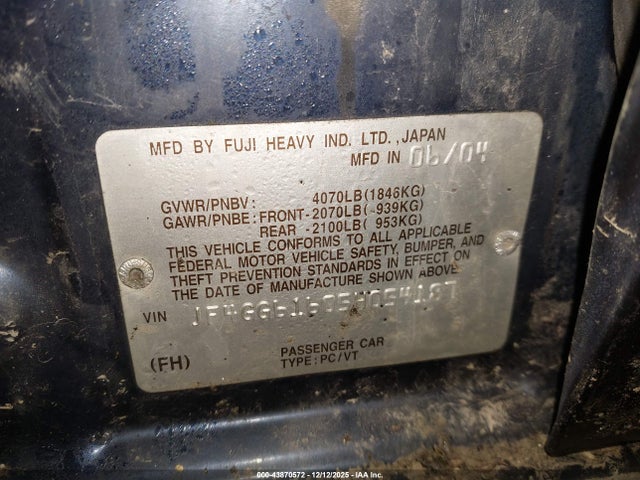 MFD BY FUJI HEAVY IND. LTD.,JAPAN
MFD IN 06/04
GVWR/PNBV: 4070LB(1846KG)
GAWR/PNBE: FRONT-2070LB( 939KG)
REAR -2100LB( 953KG)
THIS VEHICLE CONFORMS TO ALL APPLICABLE
FEDERAL MOTOR VEHICLE SAFETY, BUMPER, AND
THEFT PREVENTION STANDARDS IN EFFECT ON
THE DATE OF MANUFACTURE SHOWN ABOVE.
VIN JF4GG61605H054187
(FH) PASSENGER CAR
TYPE:PC/VT
000-43870572 - 12/12/2025 - Copyright © IAA, Inc.